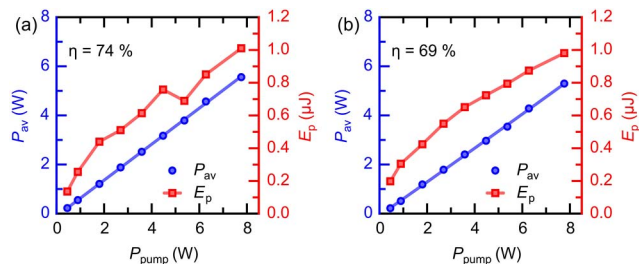 (a)
η = 74 %
P_av (W)
8
6
4
2
0
0 2 4 6 8
P_pump (W)
1.0
0.8
0.6
0.4
0.2
0.0
E_p (μJ)
P_av
E_p
(b)
η = 69 %
P_av (W)
8
6
4
2
0
0 2 4 6 8
P_pump (W)
1.2
1.0
0.8
0.6
0.4
0.2
0.0
E_p (μJ)
P_av
E_p